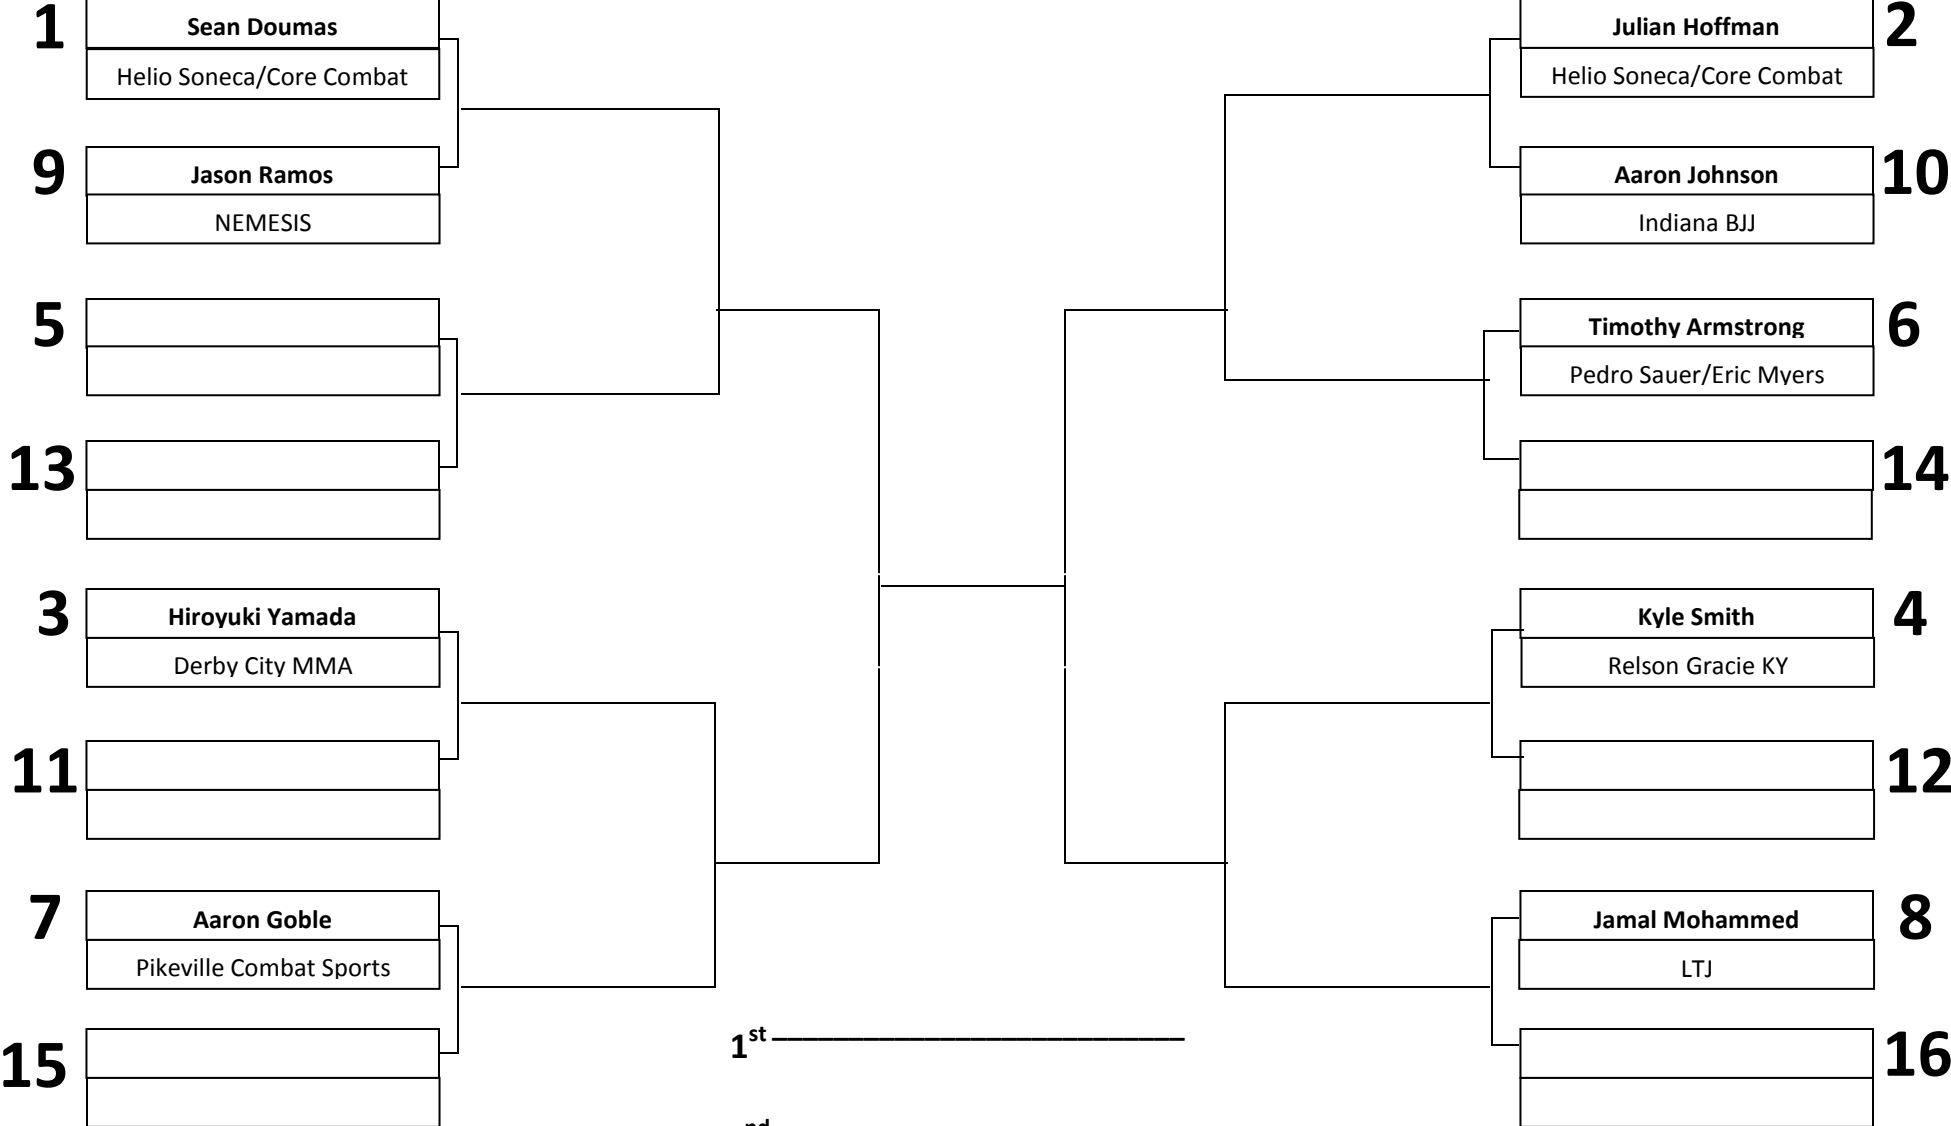 1
Sean Doumas
Helio Soneca/Core Combat
9
Jason Ramos
NEMESIS
5
13
3
Hiroyuki Yamada
Derby City MMA
11
7
Aaron Goble
Pikeville Combat Sports
15
Julian Hoffman
2
Helio Soneca/Core Combat
Aaron Johnson
10
Indiana BJJ
Timothy Armstrong
6
Pedro Sauer/Eric Myers
14
Kyle Smith
4
Relson Gracie KY
12
Jamal Mohammed
8
LTJ
16
1st
nd